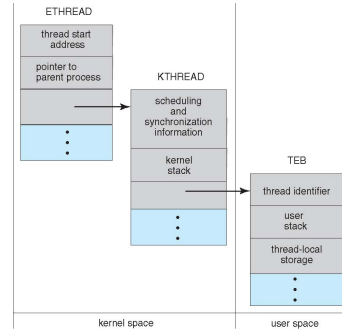 ETHREAD
thread start
address
pointer to
parent process
KTHREAD
scheduling
and
synchronization
information
kernel
stack
TEB
thread identifier
user
stack
thread-local
storage
kernel space
user space